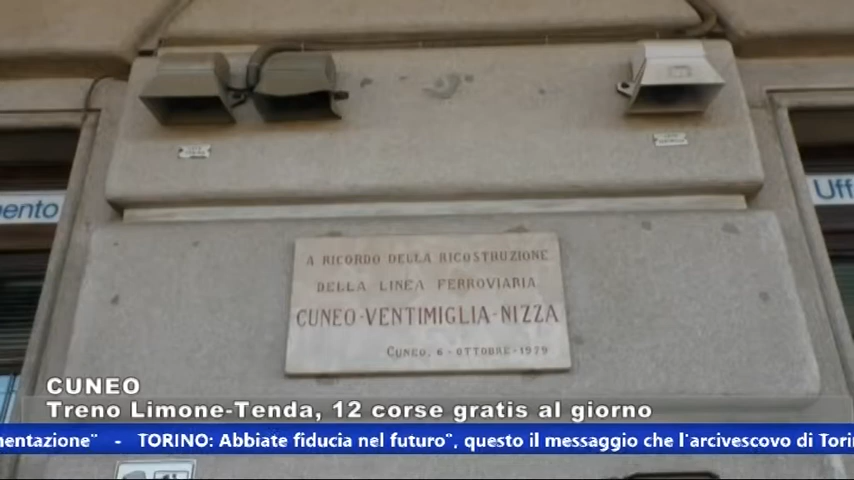 ento
Uff
A RICORDO DELLA RICOSTRUZIONE
DELLA LINEA FERROVIARIA
CUNEO-VENTIMIGLIA-NIZZA
CUNEO, 6-OTTOBRE-1979
CUNEO
Treno Limone-Tenda, 12 corse gratis al giorno
mentazione" - TORINO: Abbiate fiducia nel futuro", questo il messaggio che l'arcivescovo di Torin